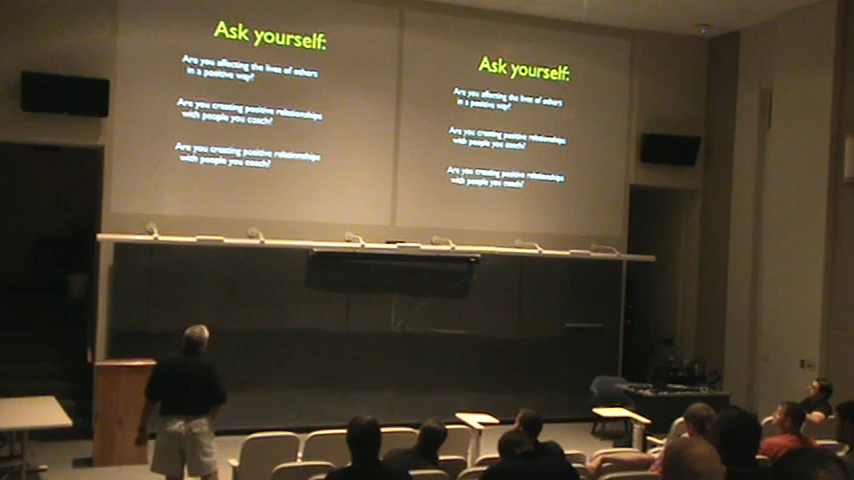 Ask yourself:
Are you affecting the lives of others
in a positive way?
Are you creating positive relationships
with people you coach?
Are you creating positive relationships
with people you coach?
Ask yourself:
Are you affecting the lives of others
in a positive way?
Are you creating positive relationships
with people you coach?
Are you creating positive relationships
with people you coach?